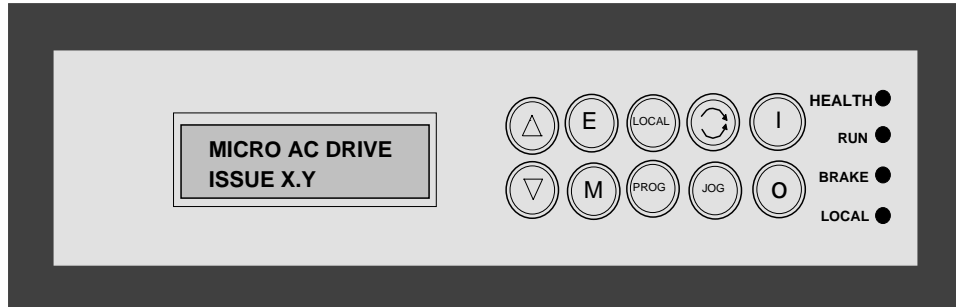 MICRO AC DRIVE
ISSUE X.Y
E
LOCAL
I
M
PROG
JOG
O
HEALTH
RUN
BRAKE
LOCAL